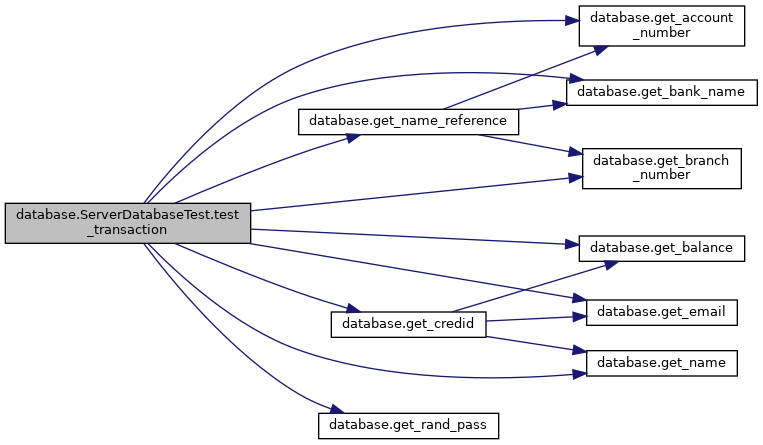 database.get_account
_number
database.get_bank_name
database.get_name_reference
database.get_branch
_number
database.ServerDatabaseTest.test
_transaction
database.get_balance
database.get_email
database.get_credid
database.get_name
database.get_rand_pass